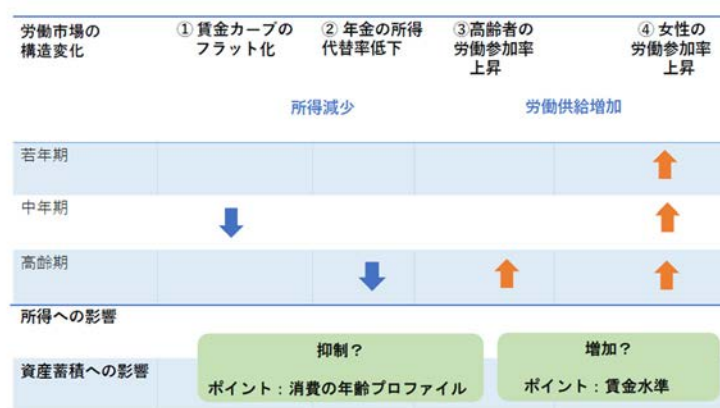 労働市場の
構造変化
① 賃金カーブの
フラット化
② 年金の所得
代替率低下
③高齢者の
労働参加率
上昇
④ 女性の
労働参加率
上昇
所得減少
労働供給増加
若年期
中年期
高齢期
所得への影響
資産蓄積への影響
抑制？
ポイント：消費の年齢プロファイル
増加？
ポイント：賃金水準